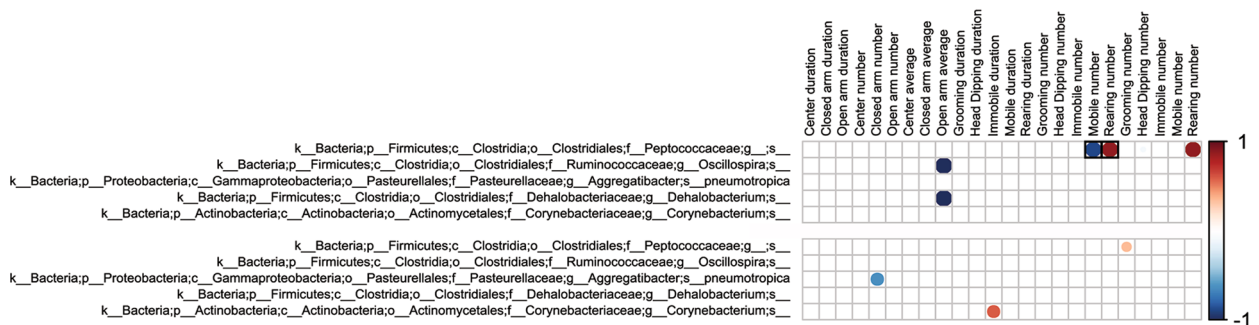 Center duration
Closed arm duration
Open arm duration
Center number
Closed arm number
Open arm number
Center average
Closed arm average
Open arm average
Grooming duration
Head Dipping duration
Immobile duration
Mobile duration
Rearing duration
Grooming number
Head Dipping number
Immobile number
Mobile number
Rearing number
Grooming number
Head Dipping number
Immobile number
Mobile number
Rearing number
k__Bacteria;p__Firmicutes;c__Clostridia;o__Clostridiales;f__Peptococcaceae;g__;s__
k__Bacteria;p__Firmicutes;c__Clostridia;o__Clostridiales;f__Ruminococcaceae;g__Oscillospira;s__
k__Bacteria;p__Proteobacteria;c__Gammaproteobacteria;o__Pasteurellales;f__Pasteurellaceae;g__Aggregatibacter;s__pneumotropica
k__Bacteria;p__Firmicutes;c__Clostridia;o__Clostridiales;f__Dehalobacteriaceae;g__Dehalobacterium;s__
k__Bacteria;p__Actinobacteria;c__Actinobacteria;o__Actinomycetales;f__Corynebacteriaceae;g__Corynebacterium;s__
k__Bacteria;p__Firmicutes;c__Clostridia;o__Clostridiales;f__Peptococcaceae;g__;s__
k__Bacteria;p__Firmicutes;c__Clostridia;o__Clostridiales;f__Ruminococcaceae;g__Oscillospira;s__
k__Bacteria;p__Proteobacteria;c__Gammaproteobacteria;o__Pasteurellales;f__Pasteurellaceae;g__Aggregatibacter;s__pneumotropica
k__Bacteria;p__Firmicutes;c__Clostridia;o__Clostridiales;f__Dehalobacteriaceae;g__Dehalobacterium;s__
k__Bacteria;p__Actinobacteria;c__Actinobacteria;o__Actinomycetales;f__Corynebacteriaceae;g__Corynebacterium;s__
1
-1